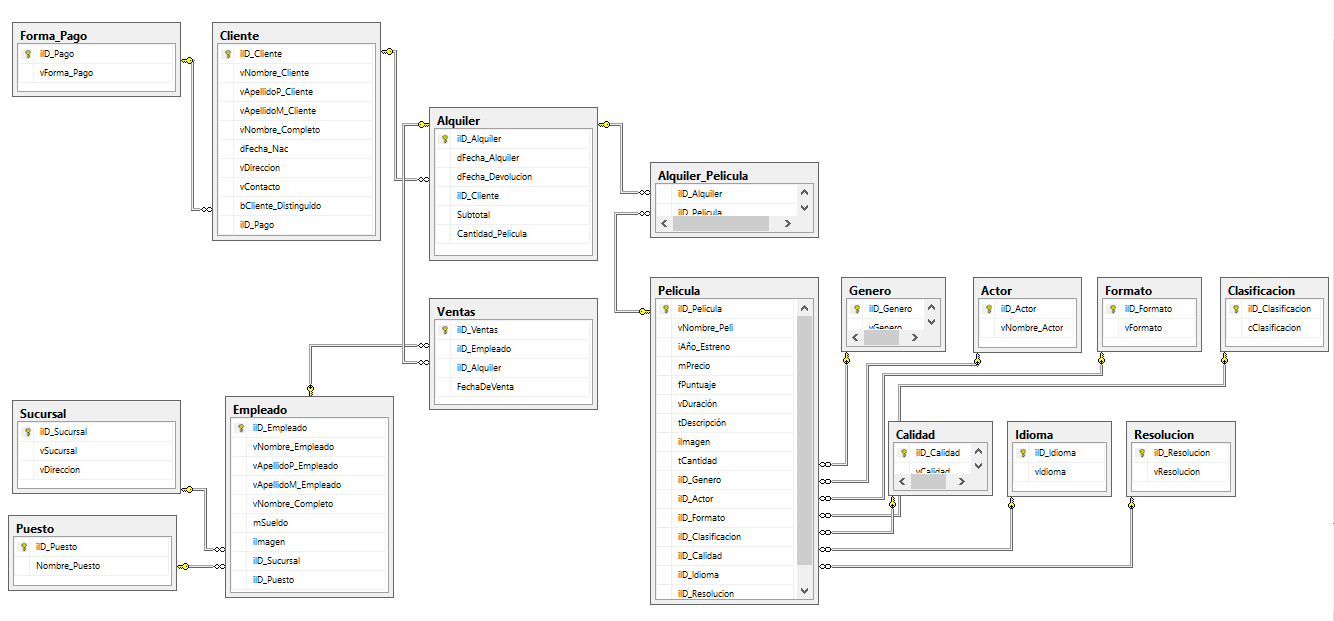 Forma_Pago
iID_Pago
vForma_Pago
Cliente
iID_Cliente
vNombre_Cliente
vApellidoP_Cliente
vApellidoM_Cliente
vNombre_Completo
dFecha_Nac
vDireccion
vContacto
bCliente_Distinguido
iID_Pago
Alquiler
iID_Alquiler
dFecha_Alquiler
dFecha_Devolucion
iID_Cliente
Subtotal
Cantidad_Pelicula
Alquiler_Pelicula
iID_Alquiler
iID_Pelicula
Ventas
iID_Ventas
iID_Empleado
iID_Alquiler
FechaDeVenta
Pelicula
iID_Pelicula
vNombre_Peli
iAño_Estreno
mPrecio
fPuntuaje
vDuración
tDescripción
iImagen
tCantidad
iID_Genero
iID_Actor
iID_Formato
iID_Clasificacion
iID_Calidad
iID_Idioma
iID_Resolucion
Genero
iID_Genero
vGenero
Actor
iID_Actor
vNombre_Actor
Formato
iID_Formato
vFormato
Clasificacion
iID_Clasificacion
cClasificacion
Sucursal
iID_Sucursal
vSucursal
vDireccion
Empleado
iID_Empleado
vNombre_Empleado
vApellidoP_Empleado
vApellidoM_Empleado
vNombre_Completo
mSueldo
iImagen
iID_Sucursal
iID_Puesto
Calidad
iID_Calidad
vCalidad
Idioma
iID_Idioma
vIdioma
Resolucion
iID_Resolucion
vResolucion
Puesto
iID_Puesto
Nombre_Puesto